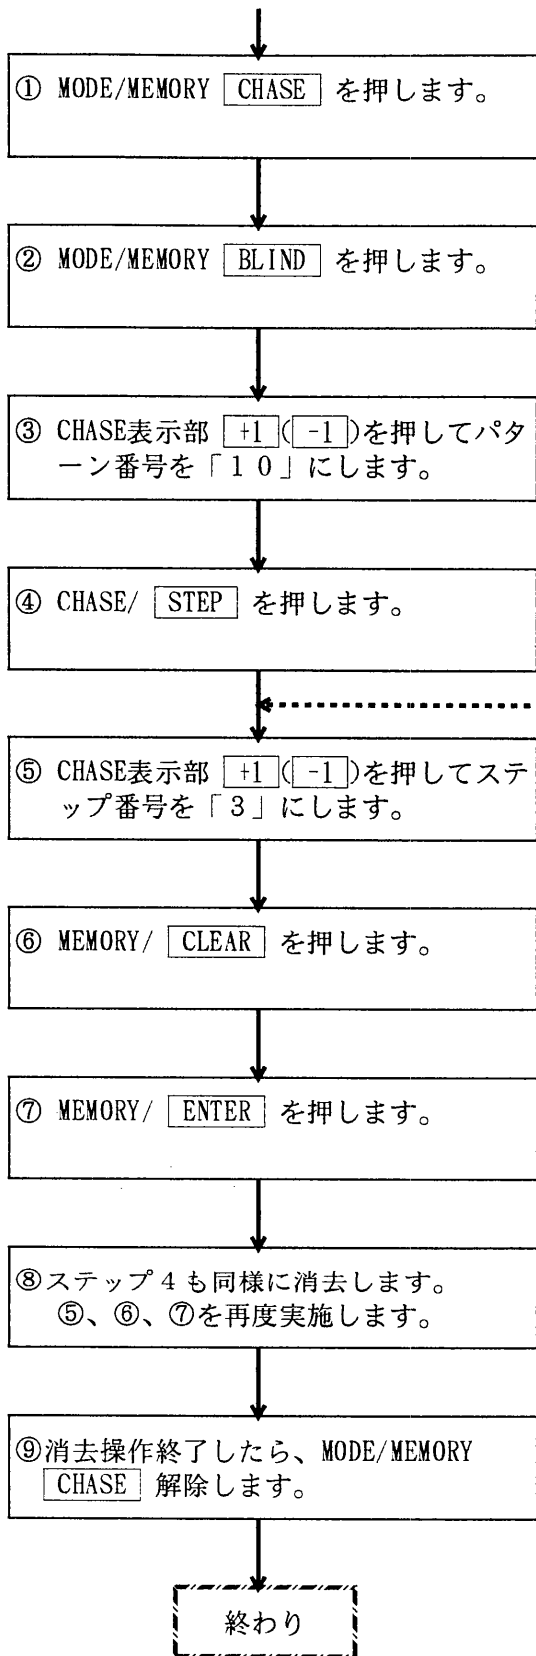 ① MODE/MEMORY CHASE を押します。
② MODE/MEMORY BLIND を押します。
③ CHASE表示部 +1 ( -1 )を押してパタ
ーン番号を「１０」にします。
④ CHASE/ STEP を押します。
⑤ CHASE表示部 +1 ( -1 )を押してステ
ップ番号を「３」にします。
⑥ MEMORY/ CLEAR を押します。
⑦ MEMORY/ ENTER を押します。
⑧ステップ４も同様に消去します。
⑤、⑥、⑦を再度実施します。
⑨消去操作終了したら、MODE/MEMORY
CHASE 解除します。
終わり